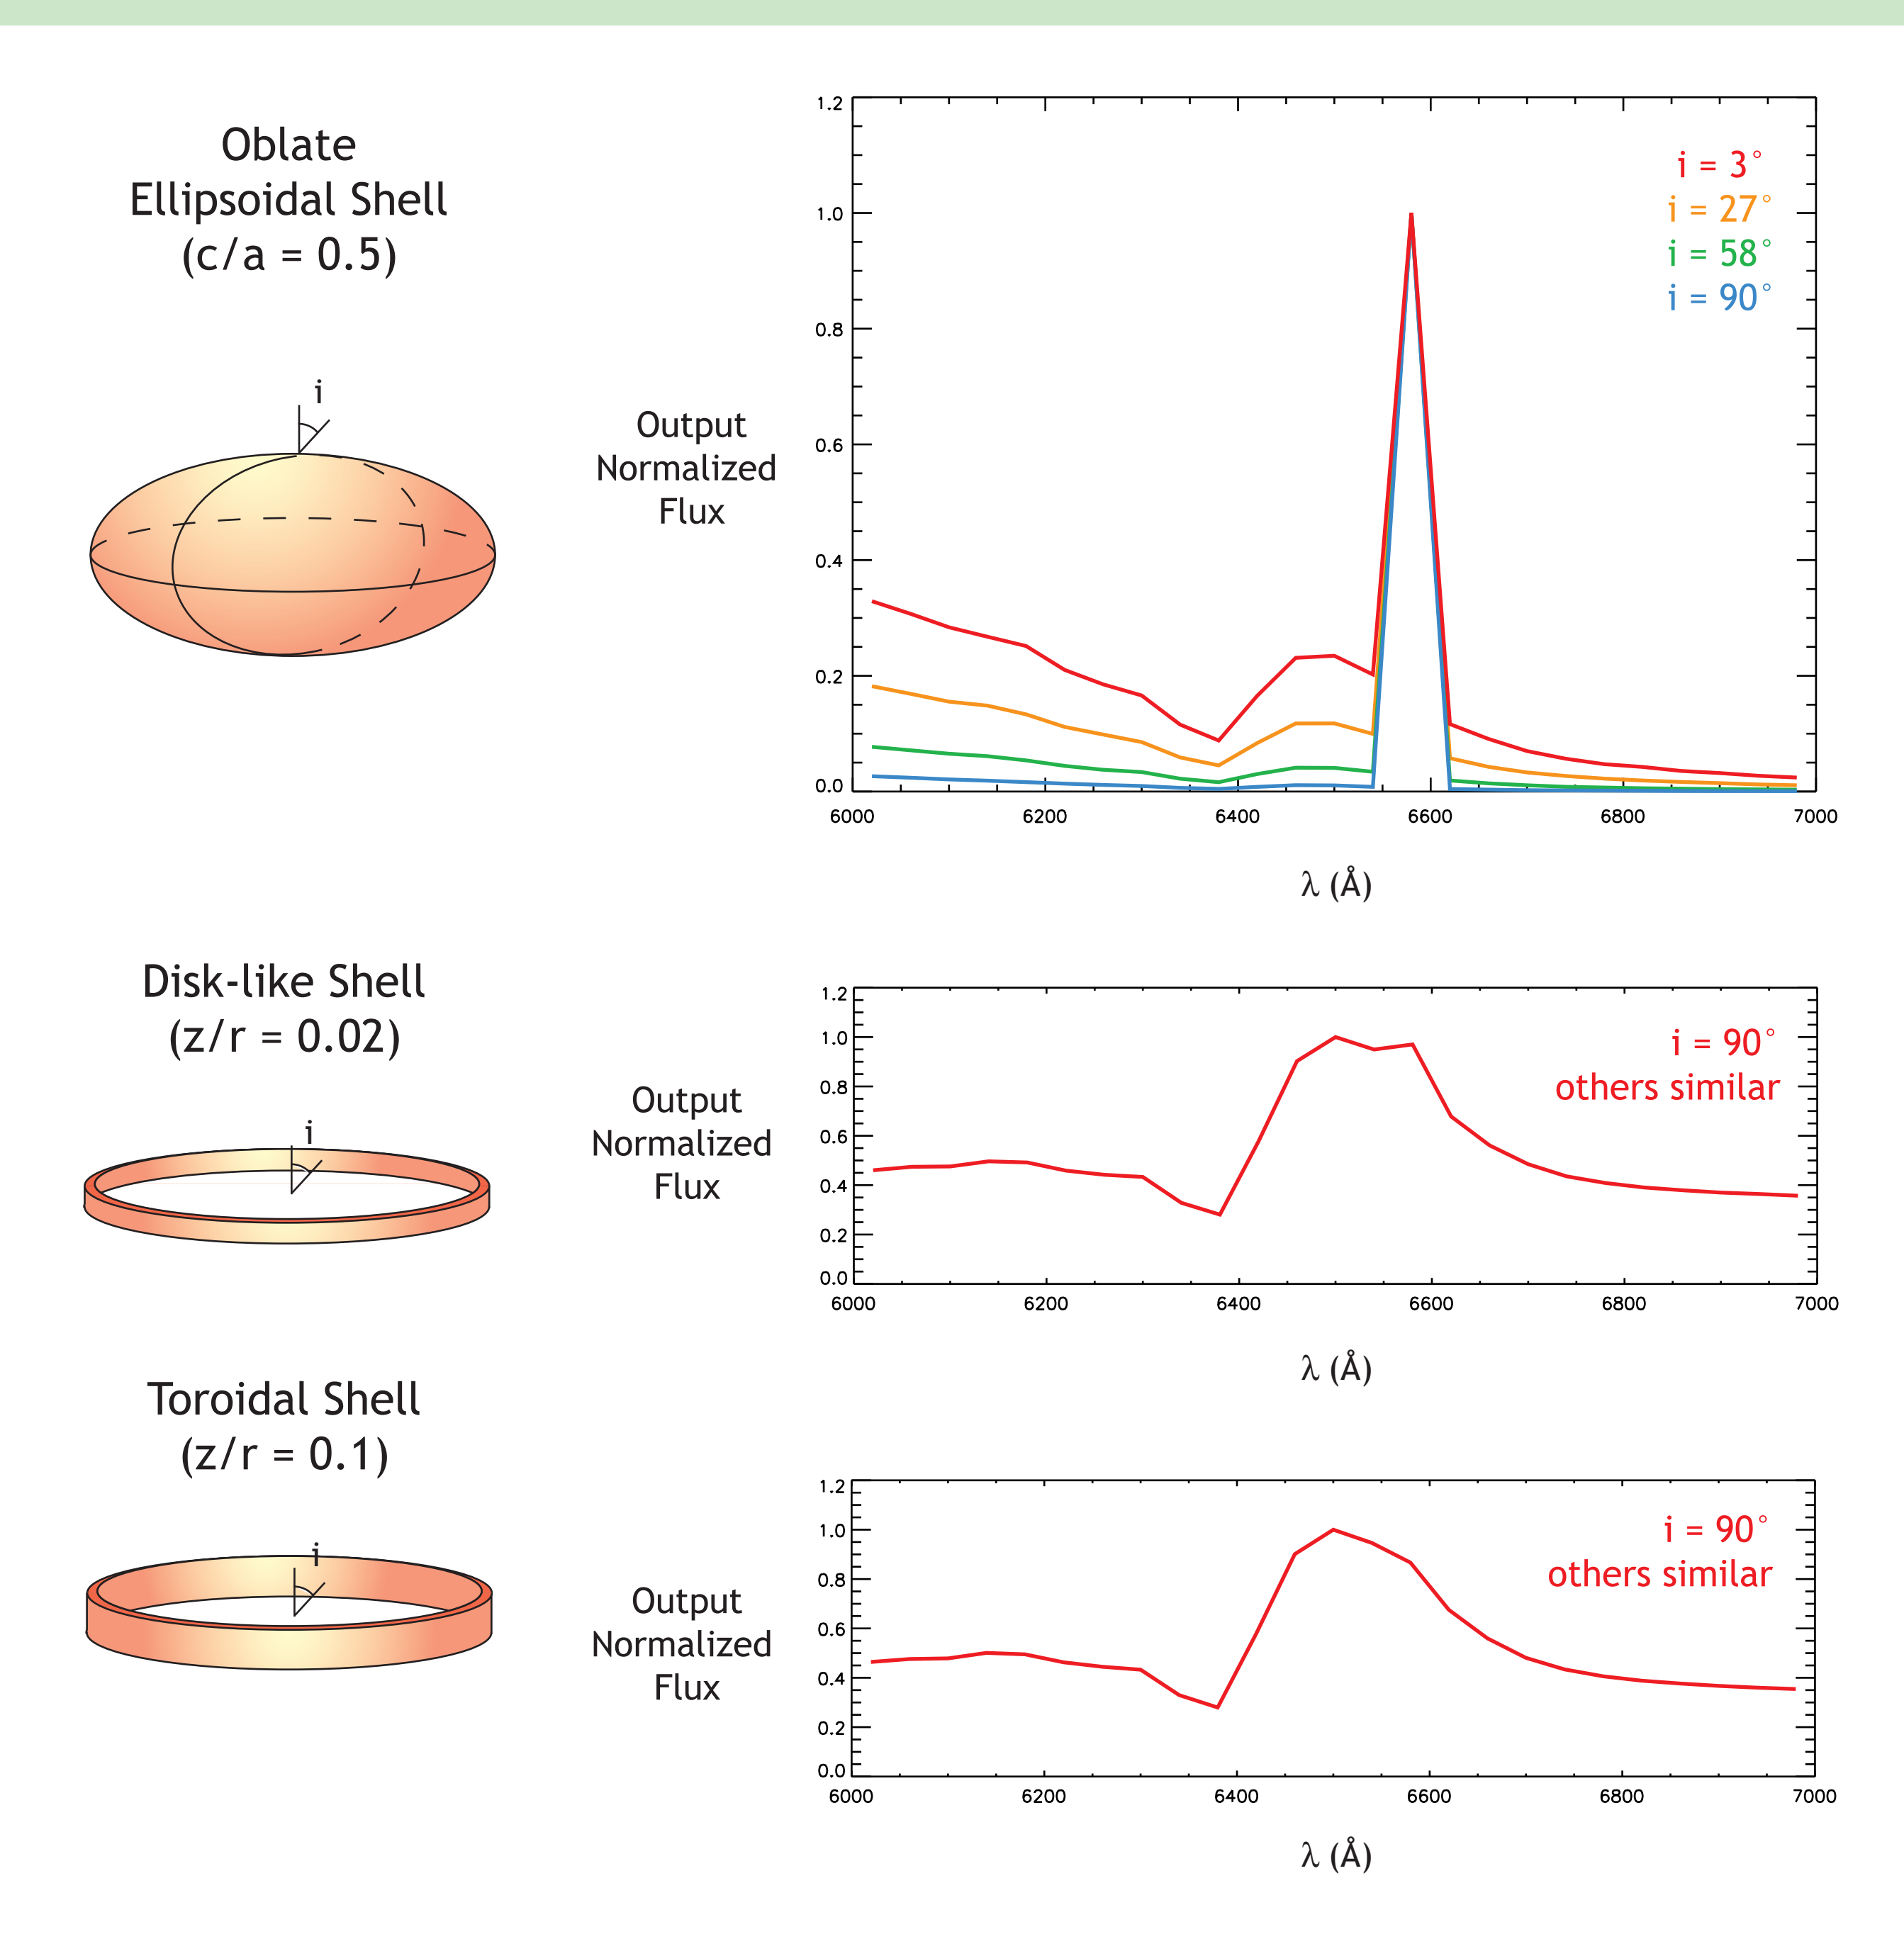 Oblate
Ellipsoidal Shell
(c/a = 0.5)
i
Output
Normalized
Flux
1.2
1.0
0.8
0.6
0.4
0.2
0.0
i = 3°
i = 27°
i = 58°
i = 90°
6000 6200 6400 6600 6800 7000
λ (Å)
Disk-like Shell
(z/r = 0.02)
i
Output
Normalized
Flux
1.2
1.0
0.8
0.6
0.4
0.2
0.0
i = 90°
others similar
6000 6200 6400 6600 6800 7000
λ (Å)
Toroidal Shell
(z/r = 0.1)
i
Output
Normalized
Flux
1.2
1.0
0.8
0.6
0.4
0.2
0.0
i = 90°
others similar
6000 6200 6400 6600 6800 7000
λ (Å)